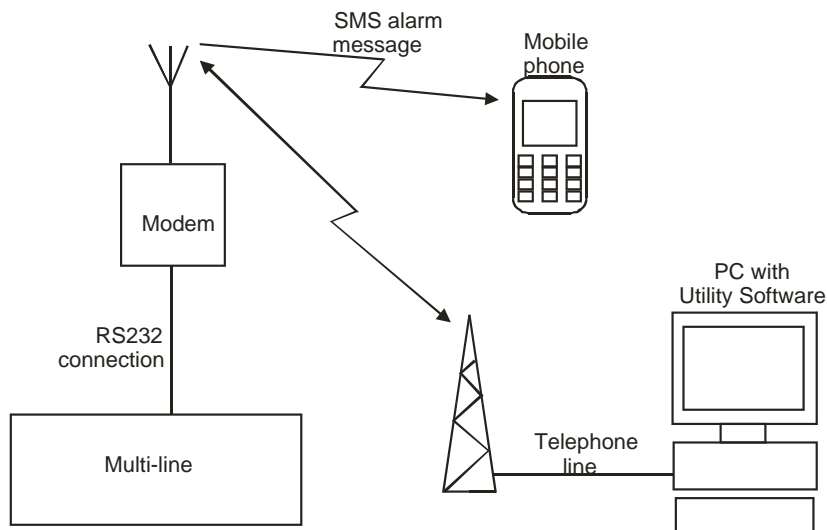 SMS alarm
message
Mobile
phone
Modem
PC with
Utility Software
RS232
connection
Multi-line
Telephone
line